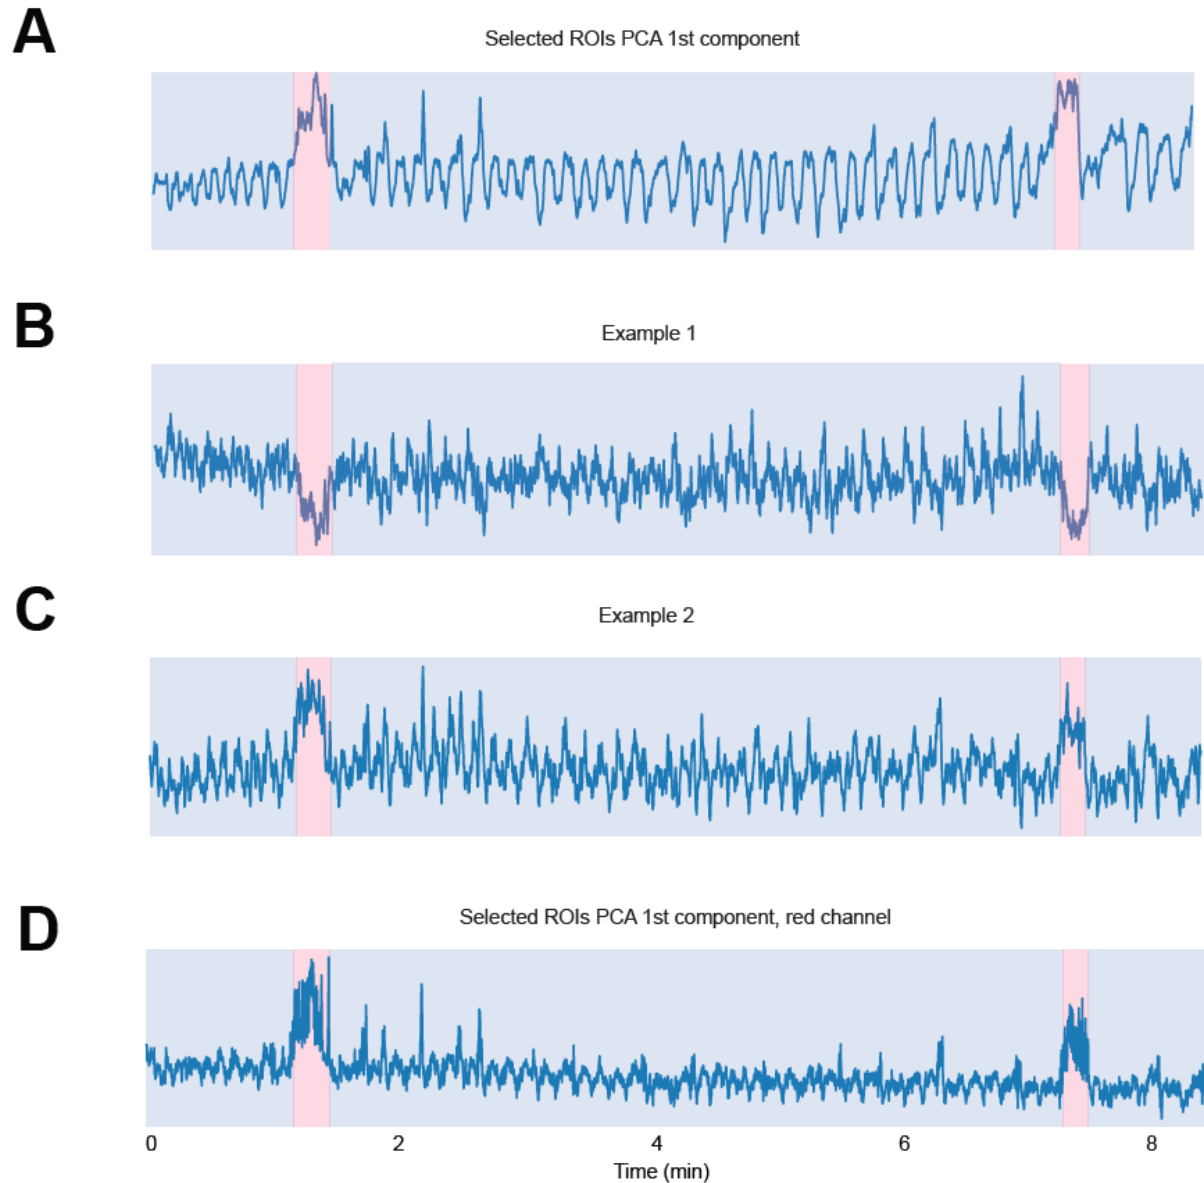 A
Selected ROIs PCA 1st component
B
Example 1
C
Example 2
D
Selected ROIs PCA 1st component, red channel
0 2 4 6 8
Time (min)